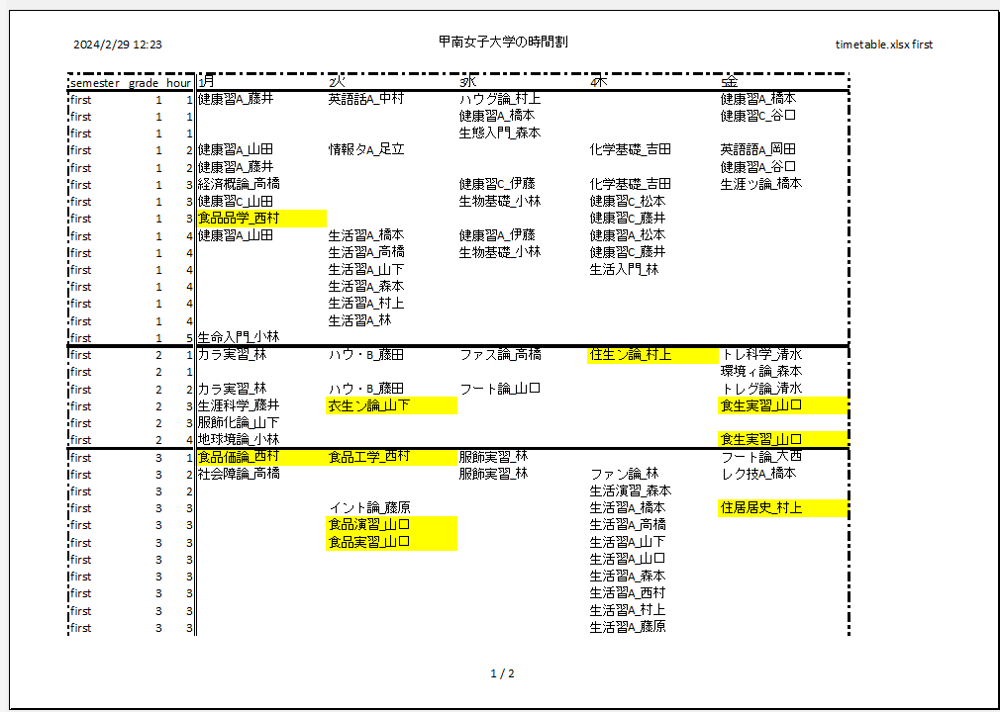 2024/2/29 12:23 甲南女子大学の時間割 timetable.xlsx first
semester grade hour 1月 2火 3水 4木 5金
first 1 1 健康習A_藤井 英語話A_中村 ハウグ論_村上 健康習A_橋本
first 1 1 健康習A_橋本 健康習C_谷口
first 1 1 生態入門_森本
first 1 2 健康習A_山田 情報タA_足立 化学基礎_吉田 英語語A_岡田
first 1 2 健康習A_藤井 健康習A_谷口
first 1 3 経済概論_高橋 健康習C_伊藤 化学基礎_吉田 生涯ツ論_橋本
first 1 3 健康習C_山田 生物基礎_小林 健康習C_松本
first 1 3 食品品学_西村 健康習C_藤井
first 1 4 健康習A_山田 生活習A_橋本 健康習A_伊藤 健康習A_松本
first 1 4 生活習A_高橋 生物基礎_小林 健康習C_藤井
first 1 4 生活習A_山下 生活入門_林
first 1 4 生活習A_森本
first 1 4 生活習A_村上
first 1 4 生活習A_林
first 1 5 生命入門_小林
first 2 1 カラ実習_林 ハウ・B_藤田 ファス論_高橋 住生ン論_村上 トレ科学_清水
first 2 1 環境ィ論_森本
first 2 2 カラ実習_林 ハウ・B_藤田 フート論_山口 トレグ論_清水
first 2 3 生涯科学_藤井 衣生ン論_山下 食生実習_山口
first 2 3 服飾化論_山下
first 2 4 地球境論_小林 食生実習_山口
first 3 1 食品価論_西村 食品工学_西村 服飾実習_林 フート論_大西
first 3 2 社会障論_高橋 服飾実習_林 ファン論_林 レク技A_橋本
first 3 2 生活演習_森本
first 3 3 イント論_藤原 生活習A_橋本 住居居史_村上
first 3 3 食品演習_山口 生活習A_高橋
first 3 3 食品実習_山口 生活習A_山下
first 3 3 生活習A_山口
first 3 3 生活習A_森本
first 3 3 生活習A_西村
first 3 3 生活習A_村上
first 3 3 生活習A_藤原
1 / 2